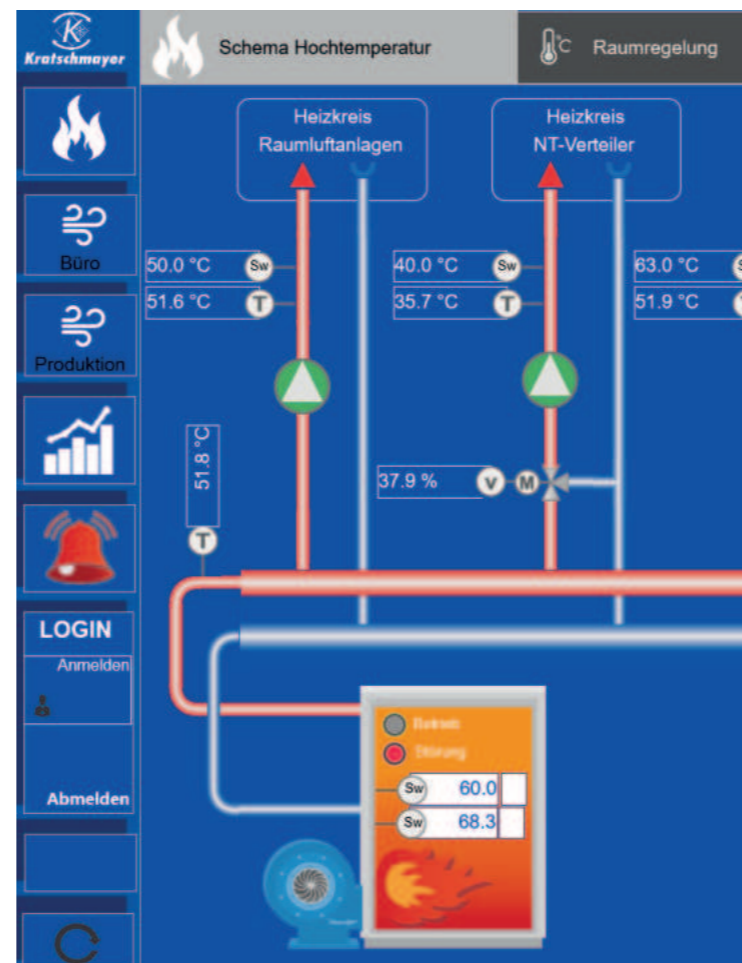 Kratschmayer
Schema Hochtemperatur
°C Raumregelung
Heizkreis
Raumluftanlagen
Heizkreis
NT-Verteiler
Büro
Produktion
50.0 °C Sw
51.6 °C T
40.0 °C Sw
35.7 °C T
63.0 °C
51.9 °C
51.8 °C
T
37.9 % V M
LOGIN
Anmelden
Abmelden
Betrieb
Störung
Sw 60.0
Sw 68.3